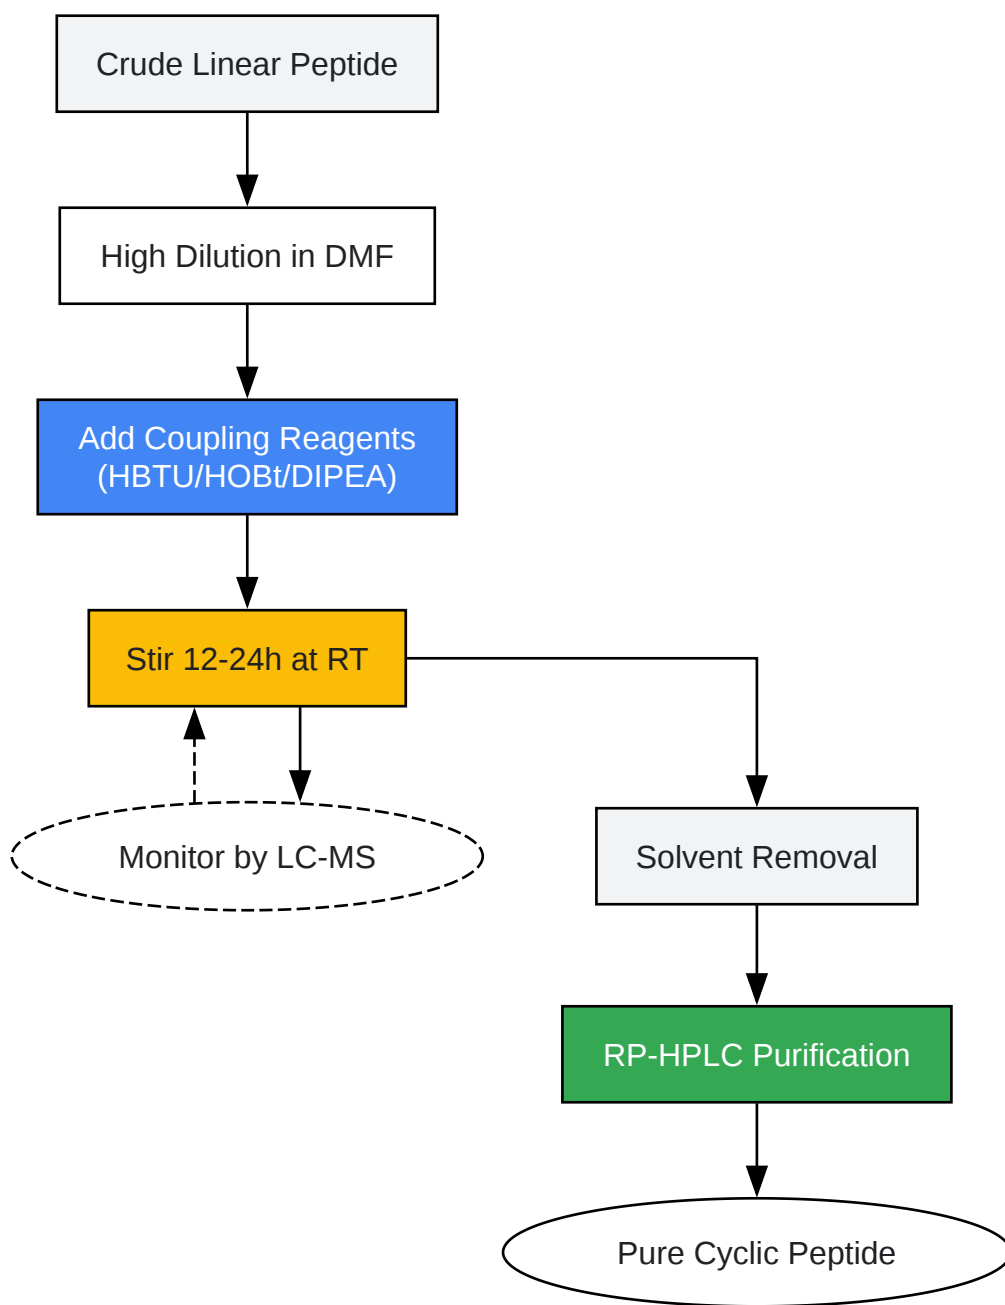 Crude Linear Peptide
High Dilution in DMF
Add Coupling Reagents
(HBTU/HOBt/DIPEA)
Stir 12-24h at RT
Monitor by LC-MS
Solvent Removal
RP-HPLC Purification
Pure Cyclic Peptide